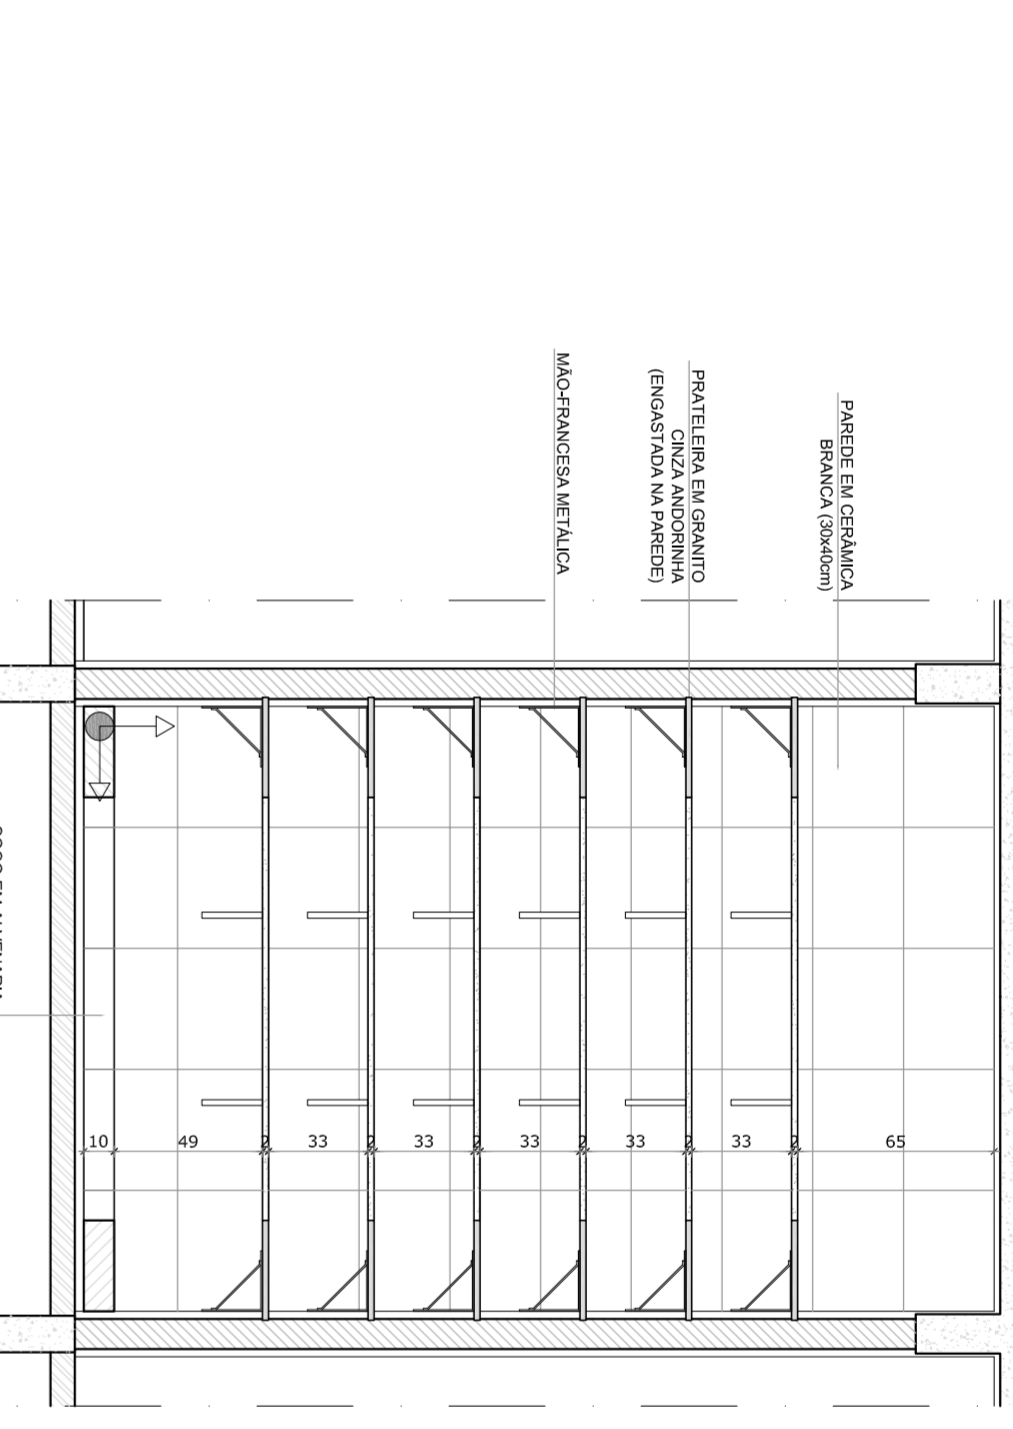 PAREDE EM CERÂMICA
BRANCA (30x40cm)
PRATELEIRA EM GRANITO
CINZA ANDORINHA
(ENGASTADA NA PAREDE)
MÃO-FRANCESA METÁLICA
10 49 2 33 2 33 2 33 2 33 2 33 2 65